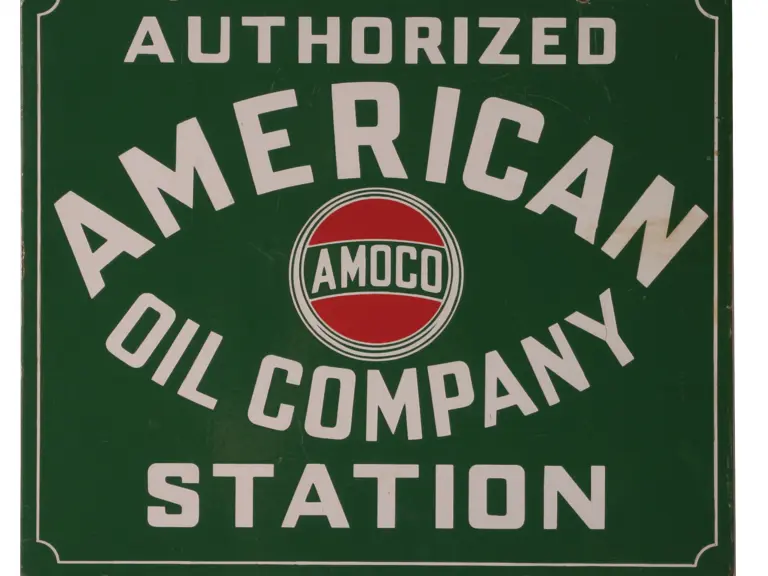 AUTHORIZED
AMERICAN
AMOCO
OIL COMPANY
STATION